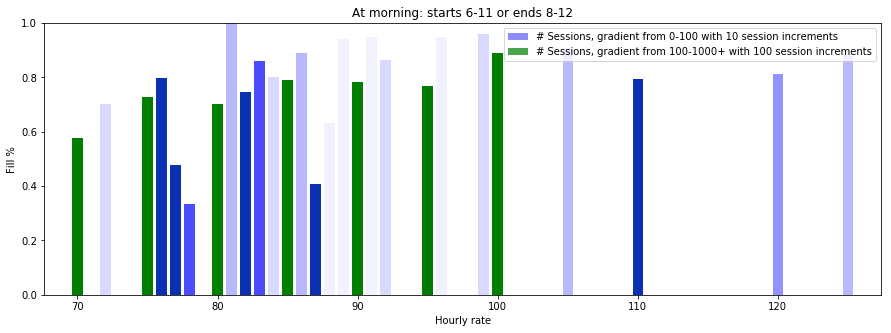 At morning: starts 6-11 or ends 8-12
# Sessions, gradient from 0-100 with 10 session increments
# Sessions, gradient from 100-1000+ with 100 session increments
Fill %
1.0
0.8
0.6
0.4
0.2
0.0
70 80 90 100 110 120
Hourly rate